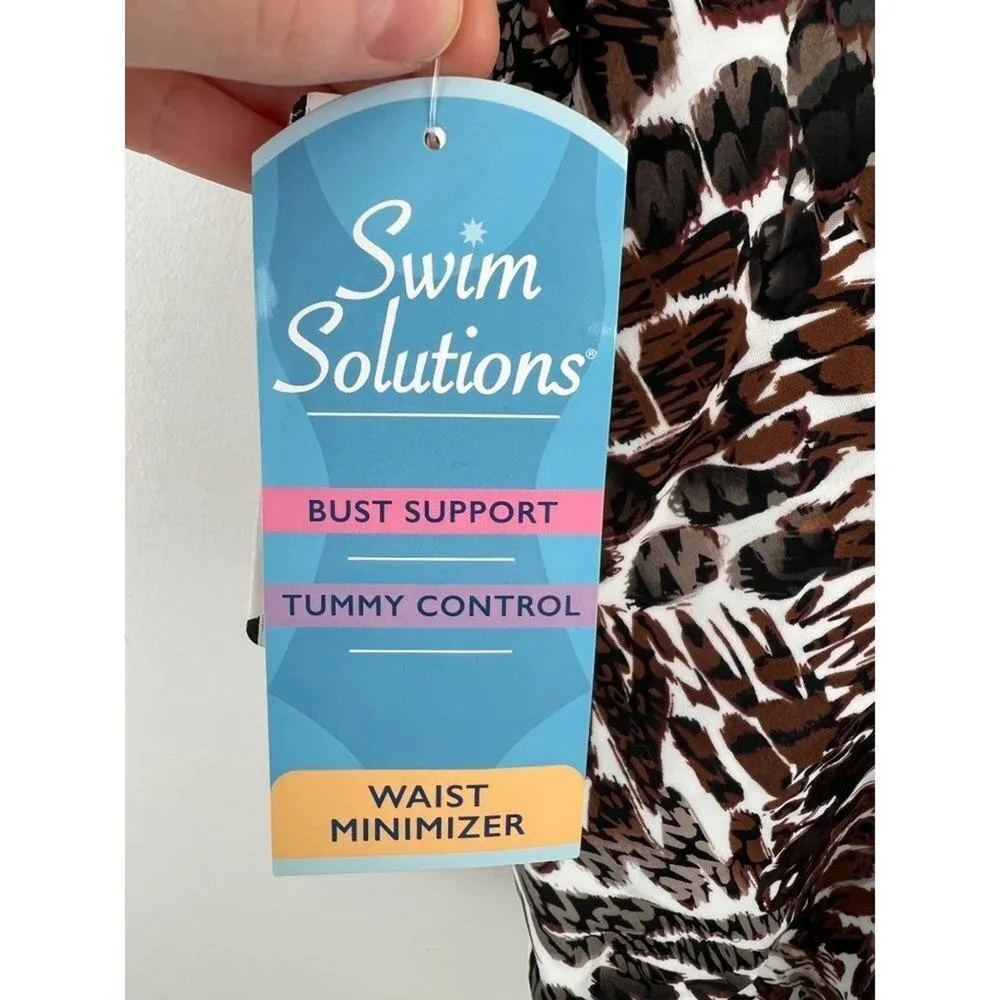 Swim
Solutions®
BUST SUPPORT
TUMMY CONTROL
WAIST
MINIMIZER